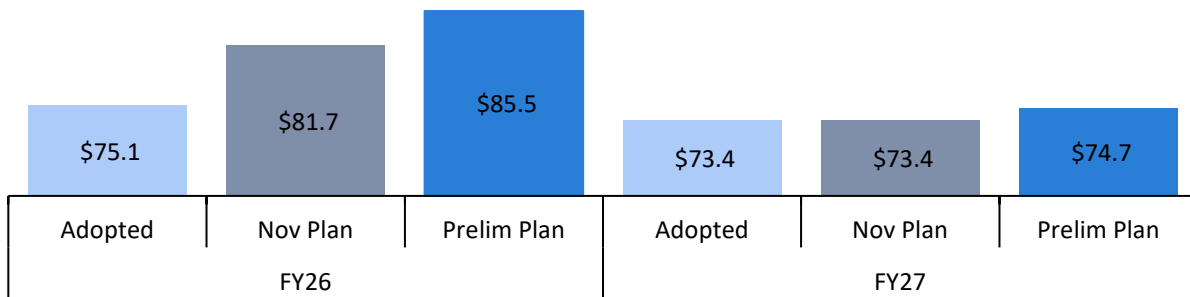 $85.5
$81.7
$75.1
$73.4
$73.4
$74.7
Adopted
Nov Plan
Prelim Plan
Adopted
Nov Plan
Prelim Plan
FY26
FY27